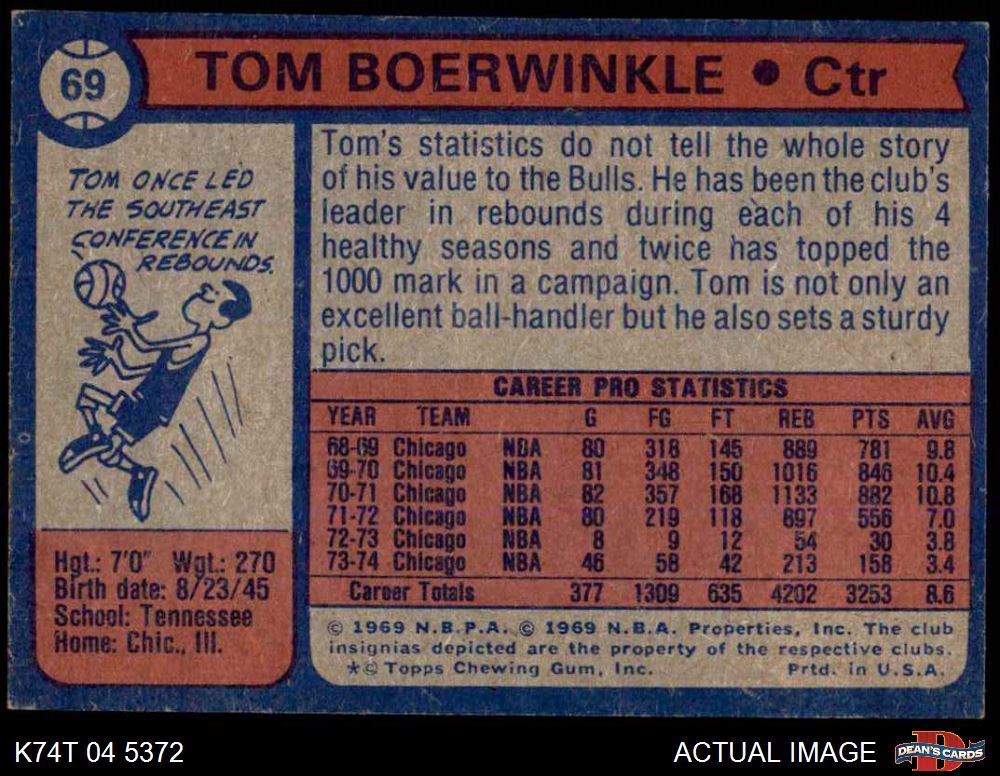 69
TOM BOERWINKLE • Ctr
TOM ONCE LED
THE SOUTHEAST
CONFERENCE IN
REBOUNDS.
Tom's statistics do not tell the whole story
of his value to the Bulls. He has been the club's
leader in rebounds during each of his 4
healthy seasons and twice has topped the
1000 mark in a campaign. Tom is not only an
excellent ball-handler but he also sets a sturdy
pick.
CAREER PRO STATISTICS
YEAR TEAM G FG FT REB PTS AVG
68-69 Chicago NBA 80 318 145 889 781 9.8
69-70 Chicago NBA 81 348 150 1016 846 10.4
70-71 Chicago NBA 82 357 168 1133 882 10.8
71-72 Chicago NBA 80 219 118 897 556 7.0
72-73 Chicago NBA 8 9 12 54 30 3.8
73-74 Chicago NBA 46 58 42 213 158 3.4
Career Totals 377 1309 635 4202 3253 8.6
Hgt.: 7'0" Wgt.: 270
Birth date: 8/23/45
School: Tennessee
Home: Chic., Ill.
© 1969 N.B.P.A. © 1969 N.B.A. Properties, Inc. The club
insignias depicted are the property of the respective clubs.
*© Topps Chewing Gum, Inc. Prtd. in U.S.A.
K74T 04 5372
ACTUAL IMAGE
DEAN'S CARDS